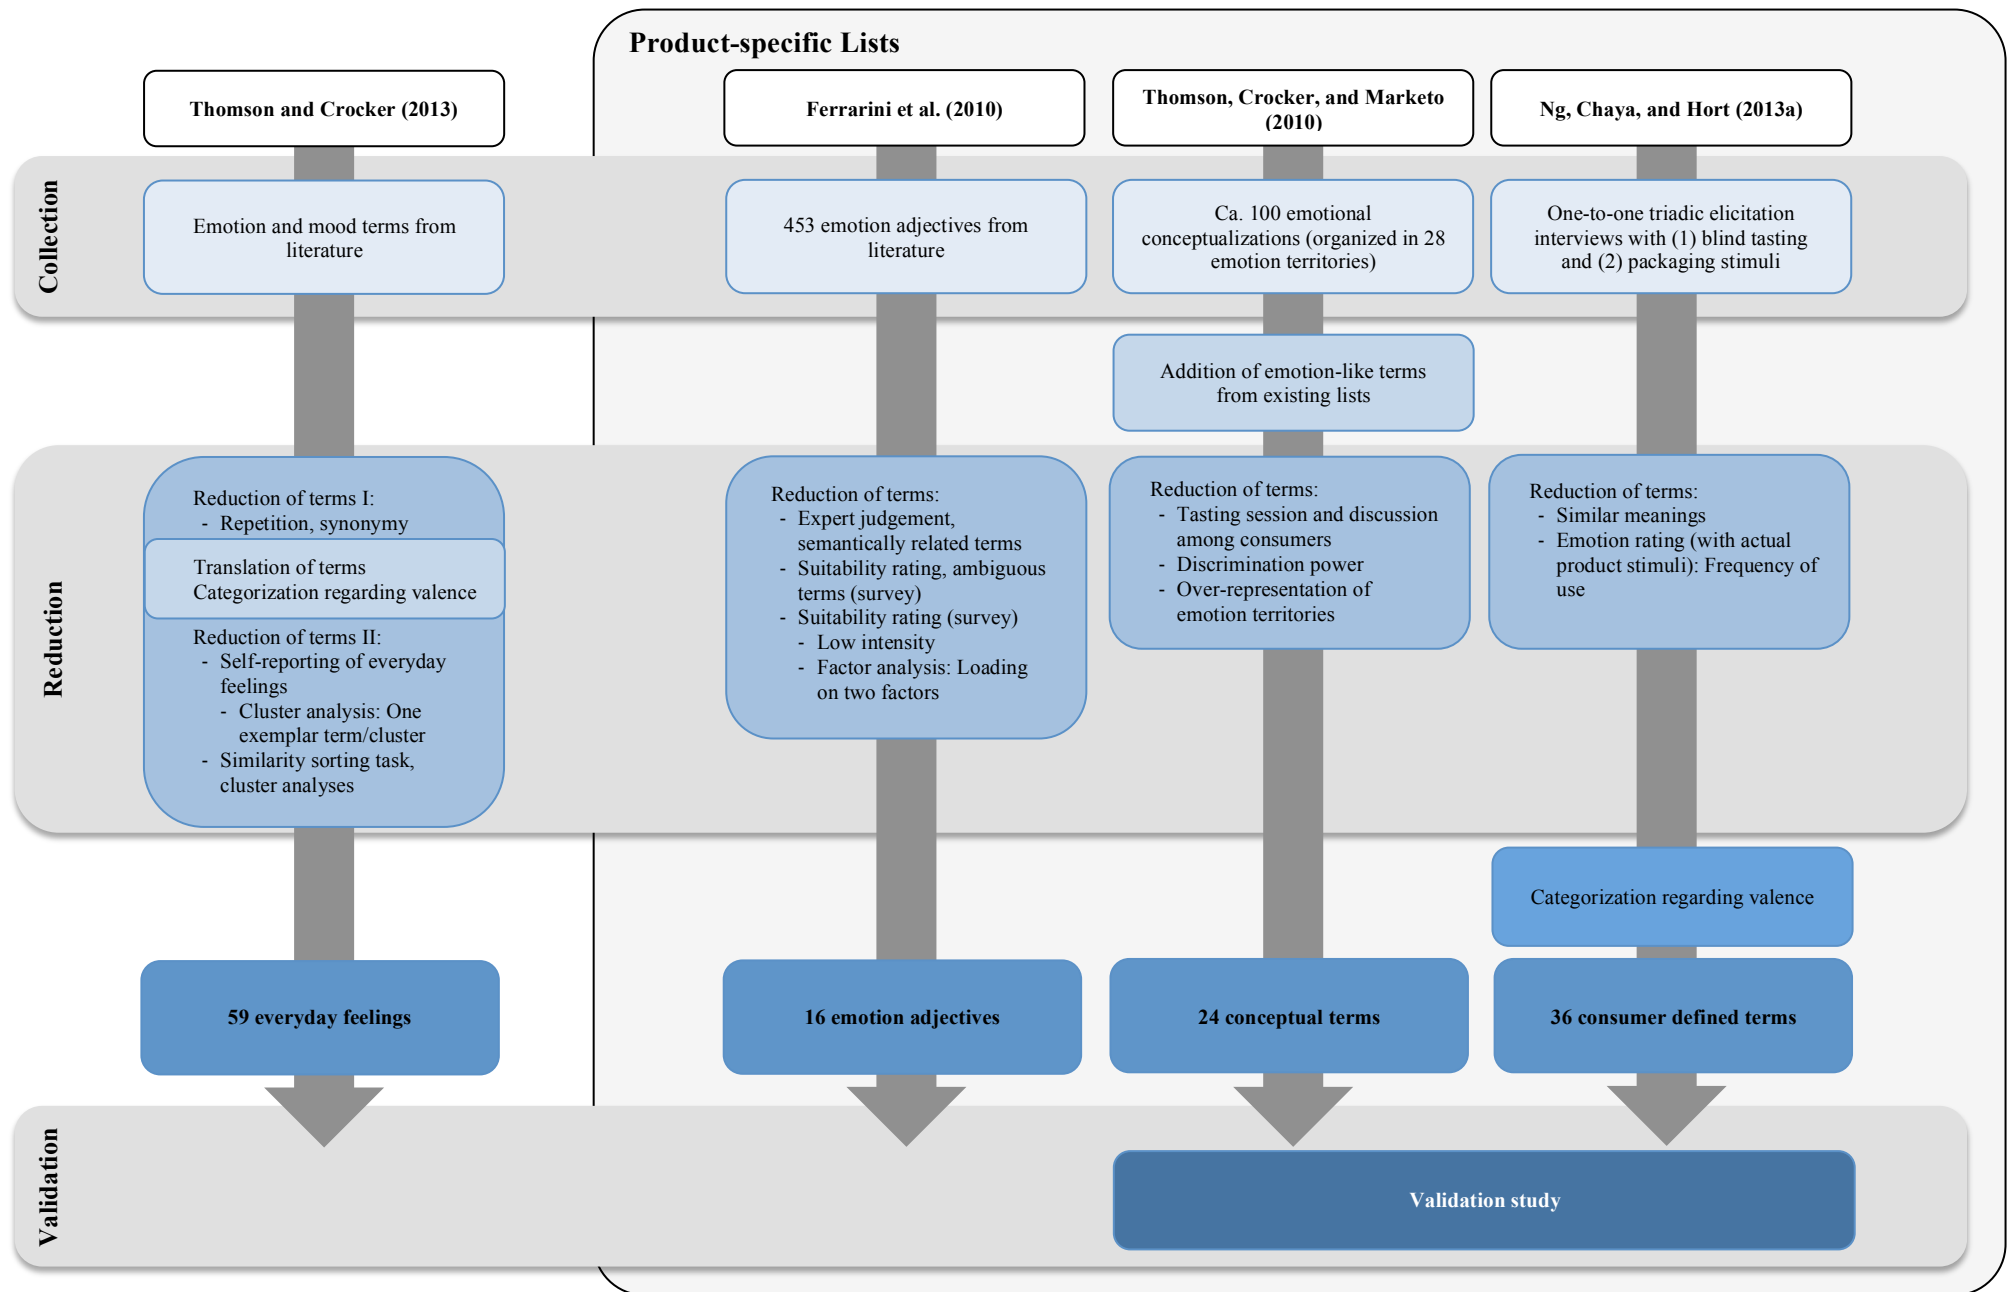 Product-specific Lists
Thomson and Crocker (2013)
Ferrarini et al. (2010)
Thomson, Crocker, and Marketo
(2010)
Ng, Chaya, and Hort (2013a)
Collection
Emotion and mood terms from
literature
453 emotion adjectives from
literature
Ca. 100 emotional
conceptualizations (organized in 28
emotion territories)
One-to-one triadic elicitation
interviews with (1) blind tasting
and (2) packaging stimuli
Addition of emotion-like terms
from existing lists
Reduction
Reduction of terms I:
- Repetition, synonymy
Translation of terms
Categorization regarding valence
Reduction of terms II:
- Self-reporting of everyday
feelings
- Cluster analysis: One
exemplar term/cluster
- Similarity sorting task,
cluster analyses
Reduction of terms:
- Expert judgement,
semantically related terms
- Suitability rating, ambiguous
terms (survey)
- Suitability rating (survey)
- Low intensity
- Factor analysis: Loading
on two factors
Reduction of terms:
- Tasting session and discussion
among consumers
- Discrimination power
- Over-representation of
emotion territories
Reduction of terms:
- Similar meanings
- Emotion rating (with actual
product stimuli): Frequency of
use
Categorization regarding valence
59 everyday feelings
16 emotion adjectives
24 conceptual terms
36 consumer defined terms
Validation
Validation study